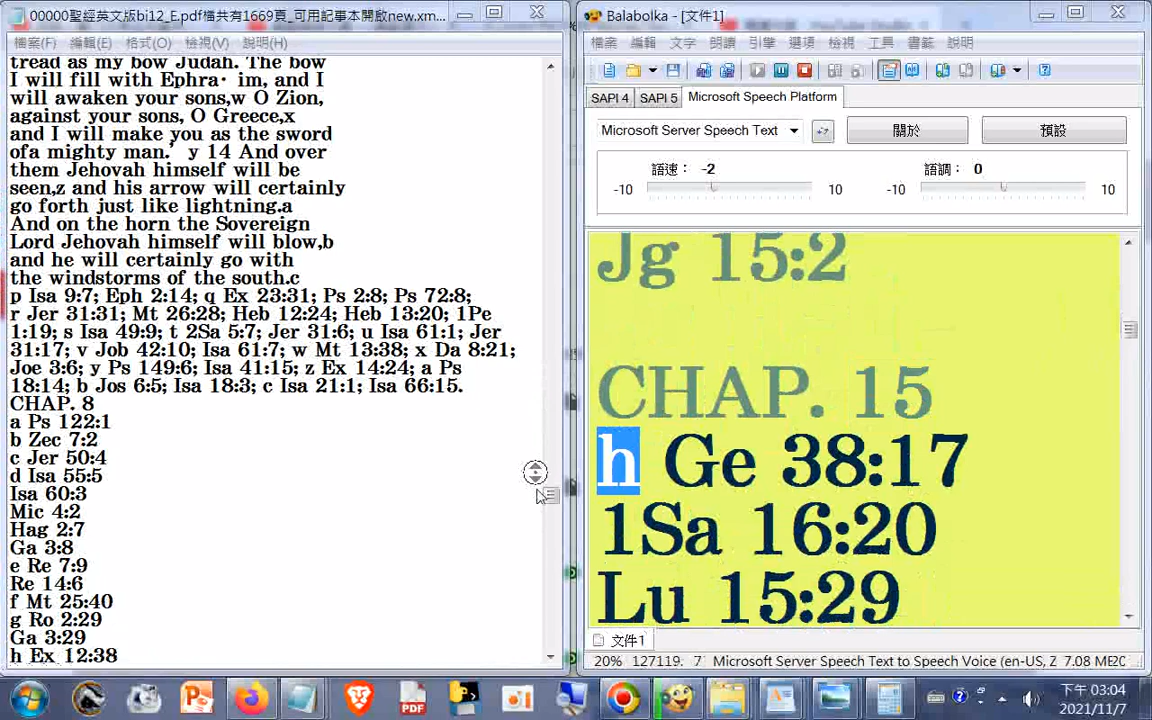 00000聖經英文版bi12_E.pdf檔共有1669頁_可用記事本開啟new.xm...
檔案(F) 編輯(E) 格式(O) 檢視(V) 說明(H)
tread as my bow Judah. The bow
I will fill with Ephra· im, and I
will awaken your sons,w O Zion,
against your sons, O Greece,x
and I will make you as the sword
ofa mighty man.’ y 14 And over
them Jehovah himself will be
seen,z and his arrow will certainly
go forth just like lightning.a
And on the horn the Sovereign
Lord Jehovah himself will blow,b
and he will certainly go with
the windstorms of the south.c
p Isa 9:7; Eph 2:14; q Ex 23:31; Ps 2:8; Ps 72:8;
r Jer 31:31; Mt 26:28; Heb 12:24; Heb 13:20; 1Pe
1:19; s Isa 49:9; t 2Sa 5:7; Jer 31:6; u Isa 61:1; Jer
31:17; v Job 42:10; Isa 61:7; w Mt 13:38; x Da 8:21;
Joe 3:6; y Ps 149:6; Isa 41:15; z Ex 14:24; a Ps
18:14; b Jos 6:5; Isa 18:3; c Isa 21:1; Isa 66:15.
CHAP. 8
a Ps 122:1
b Zec 7:2
c Jer 50:4
d Isa 55:5
Isa 60:3
Mic 4:2
Hag 2:7
Ga 3:8
e Re 7:9
Re 14:6
f Mt 25:40
g Ro 2:29
Ga 3:29
h Ex 12:38
Balabolka - [文件1]
檔案 編輯 文字 朗讀 引擎 選項 檢視 工具 書籤 說明
SAPI 4 SAPI 5 Microsoft Speech Platform
Microsoft Server Speech Text 關於 預設
語速： -2 語調： 0
-10 10 -10 10
Jg 15:2
CHAP. 15
h Ge 38:17
1Sa 16:20
Lu 15:29
文件1
20% 127119. 7 Microsoft Server Speech Text to Speech Voice (en-US, Z 7.08 ME2C
PDF
下午 03:04
2021/11/7